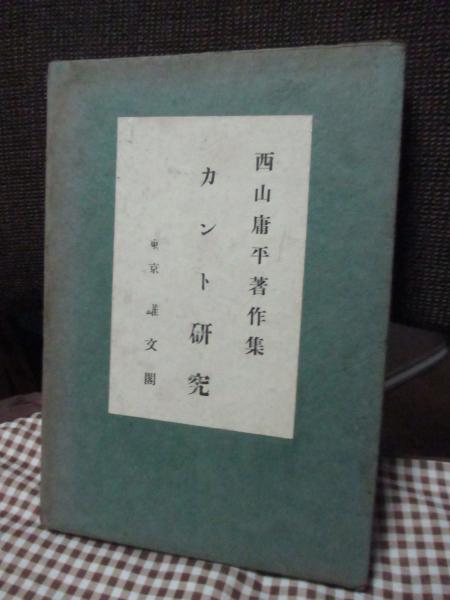 西山庸平著作集
カント研究
東京 雄文閣